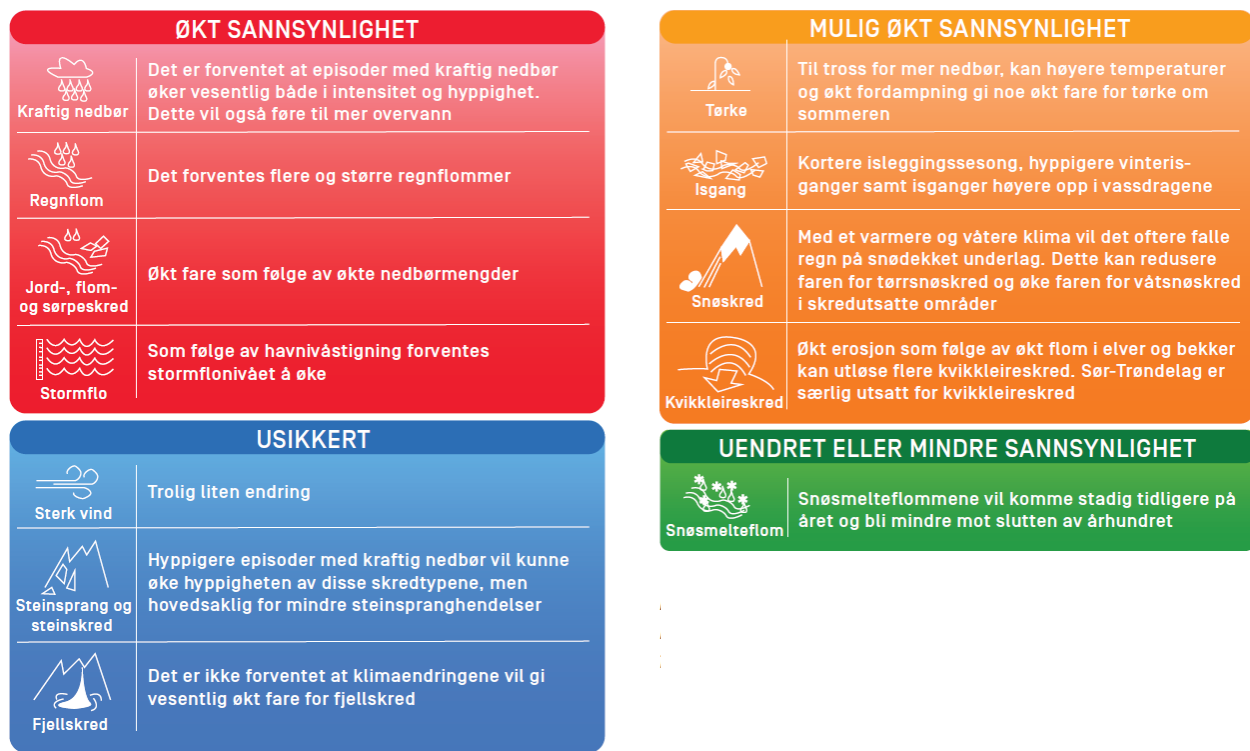 ØKT SANNSYNLIGHET
Kraftig nedbør
Det er forventet at episoder med kraftig nedbør
øker vesentlig både i intensitet og hyppighet.
Dette vil også føre til mer overvann
Regnflom
Det forventes flere og større regnflommer
Jord-, flom-
og sørpeskred
Økt fare som følge av økte nedbørmengder
Stormflo
Som følge av havnivåstigning forventes
stormflonivået å øke
USIKKERT
Sterk vind
Trolig liten endring
Steinsprang og
steinskred
Hyppigere episoder med kraftig nedbør vil kunne
øke hyppigheten av disse skredtypene, men
hovedsaklig for mindre steinspranghendelser
Fjellskred
Det er ikke forventet at klimaendringene vil gi
vesentlig økt fare for fjellskred
MULIG ØKT SANNSYNLIGHET
Tørke
Til tross for mer nedbør, kan høyere temperaturer
og økt fordampning gi noe økt fare for tørke om
sommeren
Isgang
Kortere isleggingssesong, hyppigere vinteris-
ganger samt isganger høyere opp i vassdragene
Snøskred
Med et varmere og våtere klima vil det oftere falle
regn på snødekket underlag. Dette kan redusere
faren for tørrsnøskred og øke faren for våtsnøskred
i skredutsatte områder
Kvikkleireskred
Økt erosjon som følge av økt flom i elver og bekker
kan utløse flere kvikkleireskred. Sør-Trøndelag er
særlig utsatt for kvikkleireskred
UENDRET ELLER MINDRE SANNSYNLIGHET
Snøsmelteflom
Snøsmelteflommene vil komme stadig tidligere på
året og bli mindre mot slutten av århundret